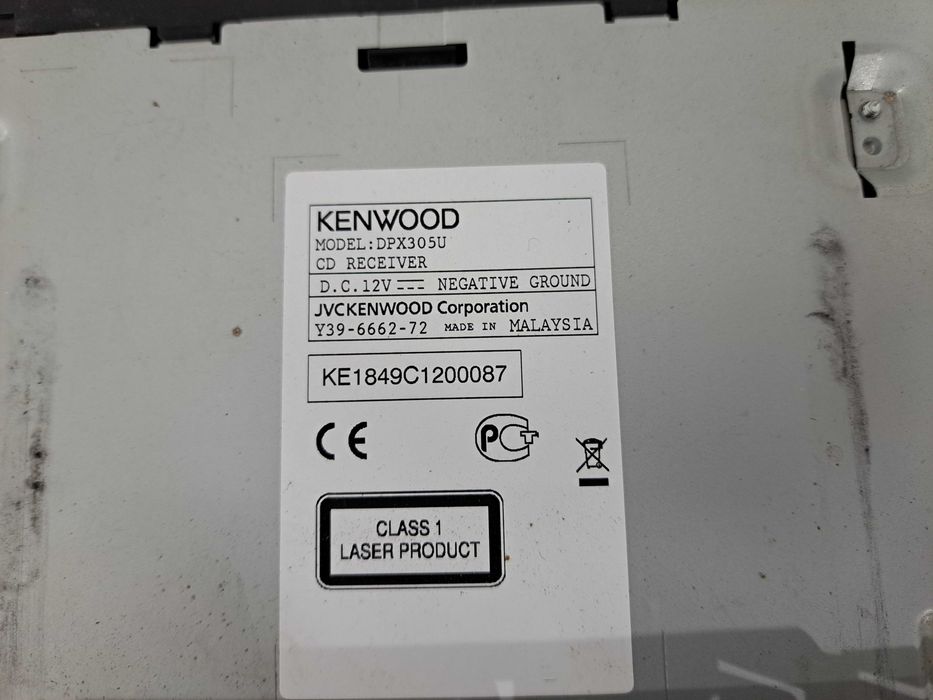 KENWOOD
MODEL:DPX305U
CD RECEIVER
D.C.12V NEGATIVE GROUND
JVCKENWOOD Corporation
Y39-6662-72 MADE IN MALAYSIA
KE1849C1200087
CE
PCT
CLASS 1
LASER PRODUCT